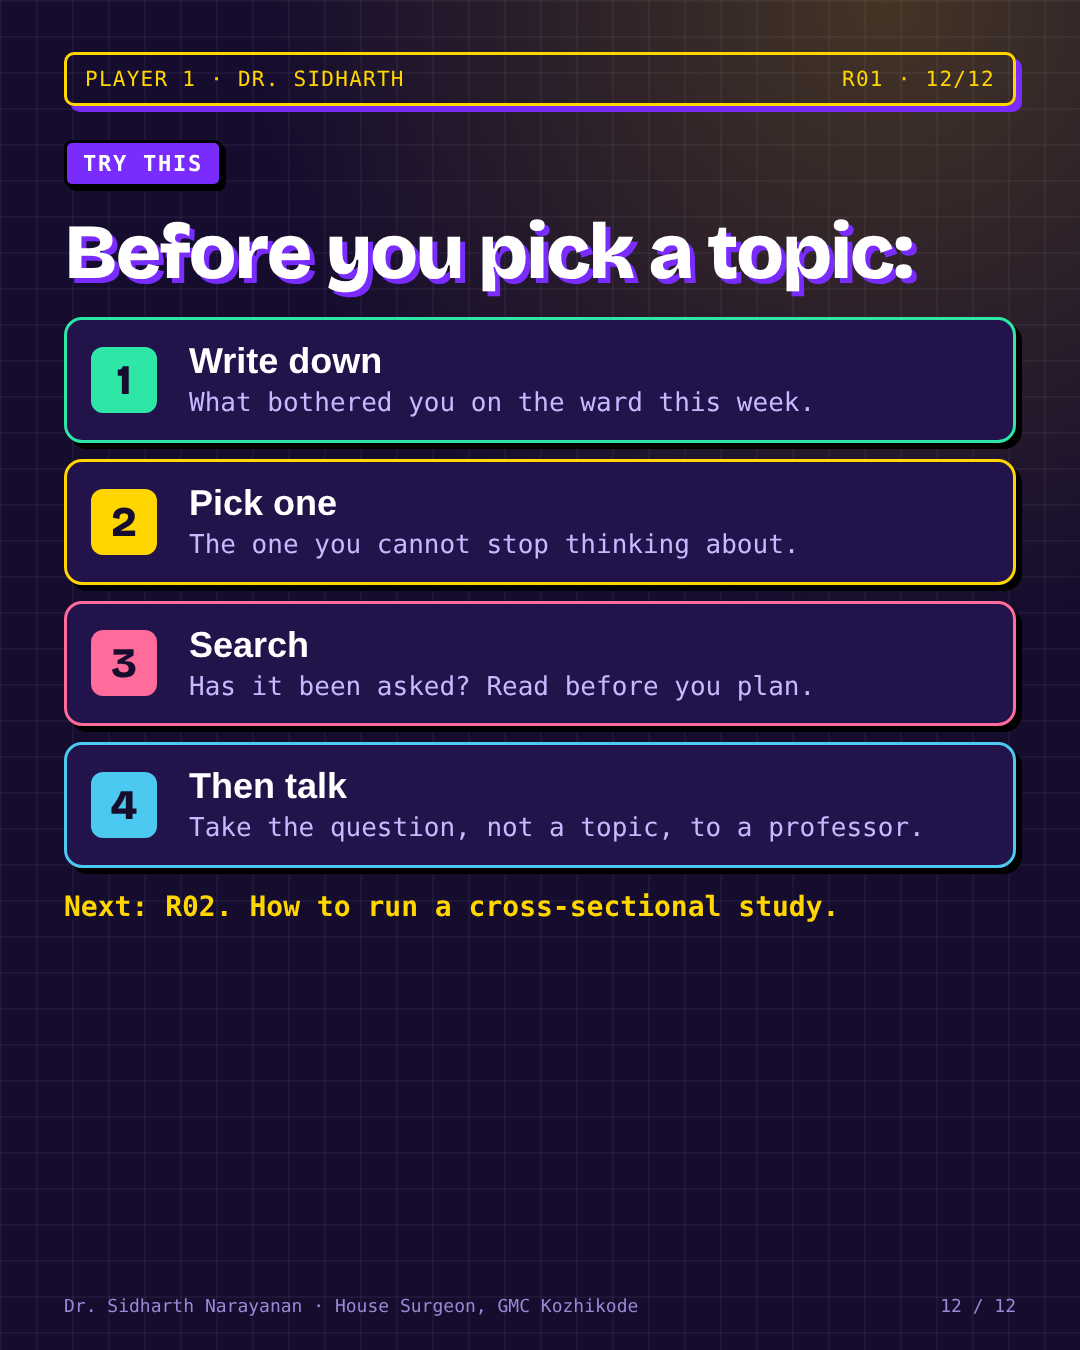 PLAYER 1 · DR. SIDHARTH
R01 · 12/12
TRY THIS
Before you pick a topic:
1
Write down
What bothered you on the ward this week.
2
Pick one
The one you cannot stop thinking about.
3
Search
Has it been asked? Read before you plan.
4
Then talk
Take the question, not a topic, to a professor.
Next: R02. How to run a cross-sectional study.
Dr. Sidharth Narayanan · House Surgeon, GMC Kozhikode
12 / 12